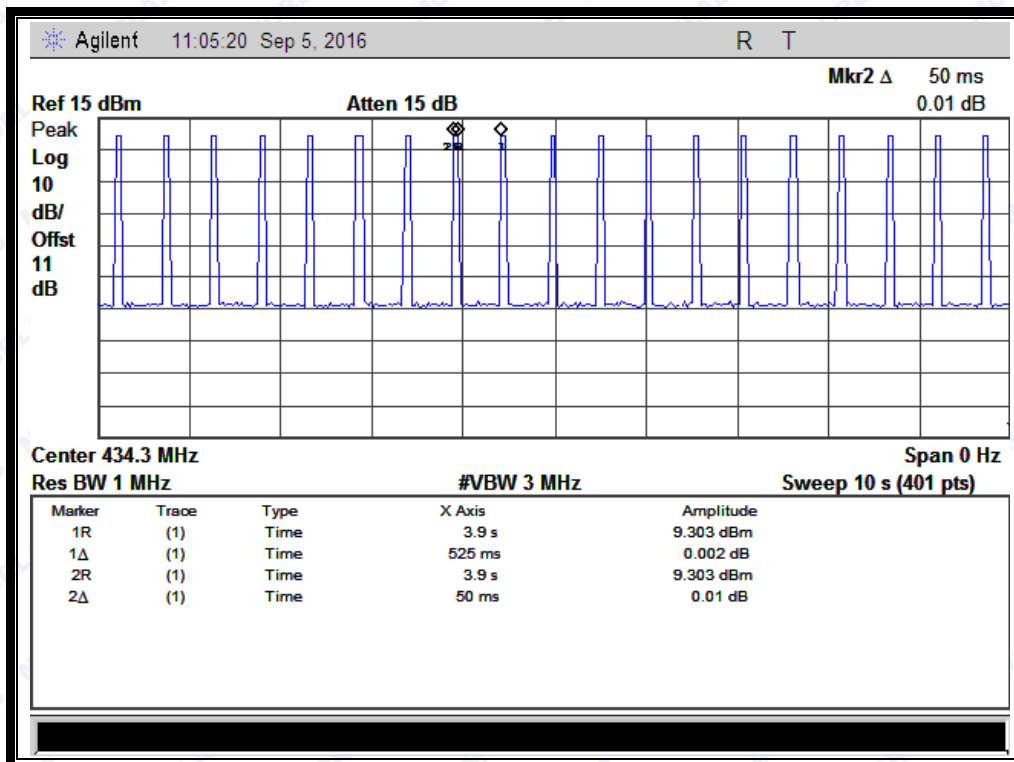 Agilent 11:05:20 Sep 5, 2016 R T
Mkr2 Δ 50 ms
Ref 15 dBm Atten 15 dB 0.01 dB
Peak
Log
10
dB/
Offst
11
dB
1
Center 434.3 MHz Span 0 Hz
Res BW 1 MHz #VBW 3 MHz Sweep 10 s (401 pts)
Marker Trace Type X Axis Amplitude
1R (1) Time 3.9 s 9.303 dBm
1Δ (1) Time 525 ms 0.002 dB
2R (1) Time 3.9 s 9.303 dBm
2Δ (1) Time 50 ms 0.01 dB